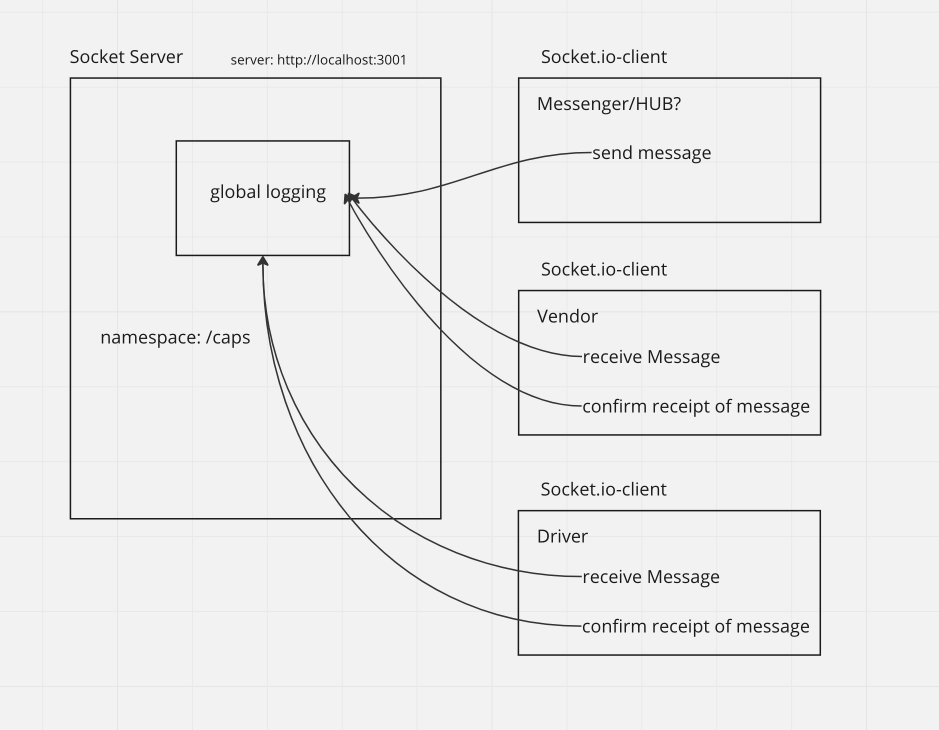 Socket Server
server: http://localhost:3001
global logging
namespace: /caps
Socket.io-client
Messenger/HUB?
send message
Socket.io-client
Vendor
receive Message
confirm receipt of message
Socket.io-client
Driver
receive Message
confirm receipt of message